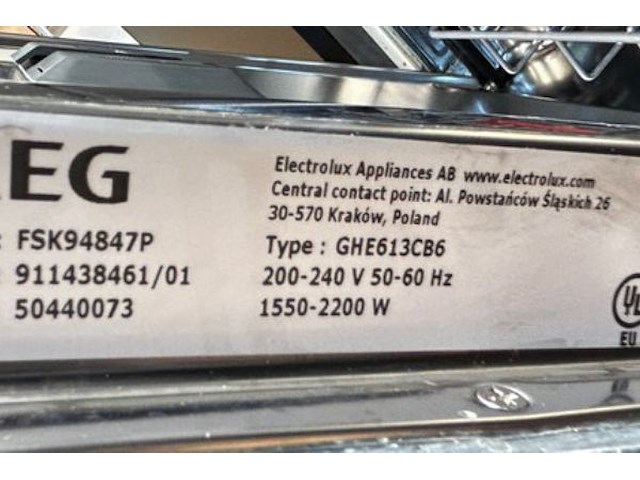 EG
Electrolux Appliances AB www.electrolux.com
Central contact point: Al. Powstańców Śląskich 26
30-570 Kraków, Poland
: FSK94847P
Type : GHE613CB6
: 911438461/01
200-240 V 50-60 Hz
: 50440073
1550-2200 W
EU